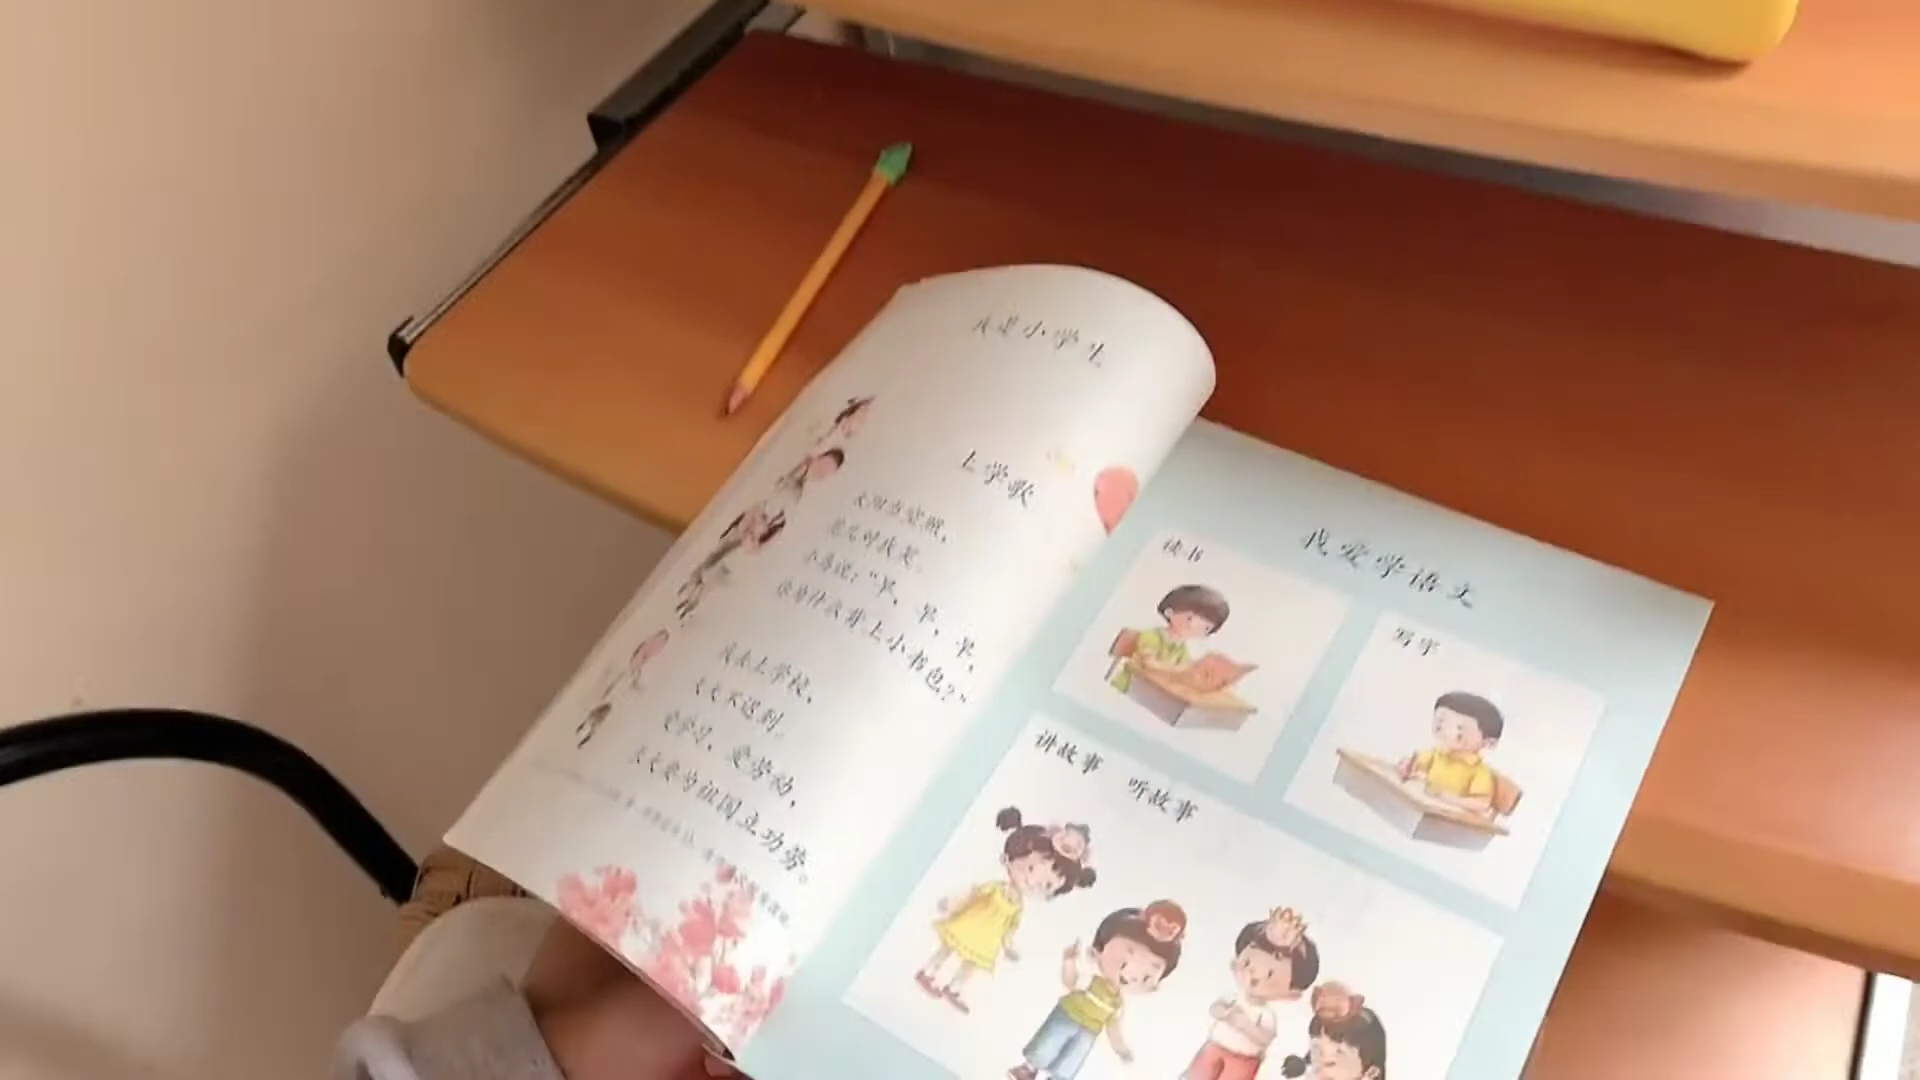 我是小学生
上学歌
太阳当空照，
花儿对我笑。
小鸟说：“早，早，早，
你为什么背上小书包？”
我去上学校，
天天不迟到。
爱学习，爱劳动，
长大要为祖国立功劳。
我爱学语文
读书
写字
讲故事 听故事